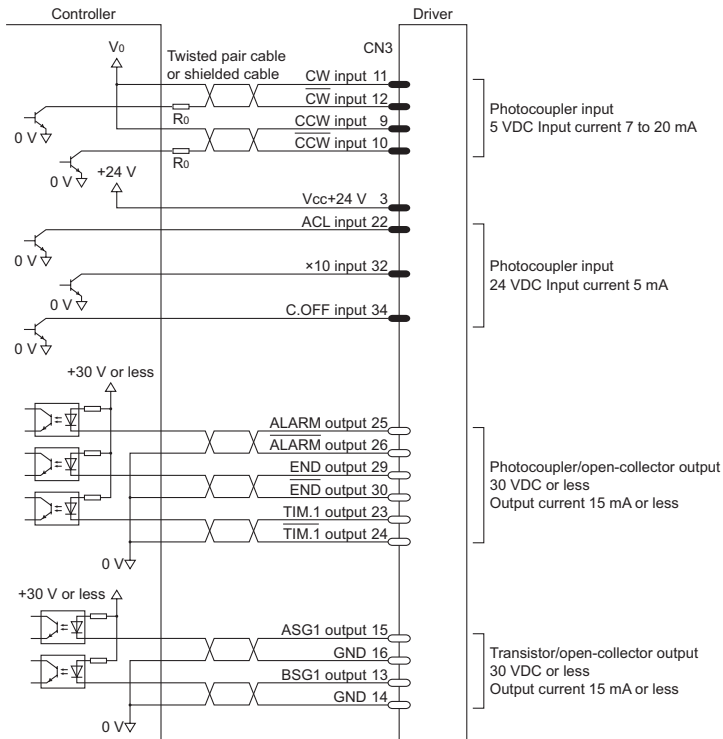 Controller
Driver
V0
Twisted pair cable
or shielded cable
CN3
CW input 11
C̅W̅ input 12
R0
0 V
CCW input 9
C̅C̅W̅ input 10
R0
0 V
+24 V
Photocoupler input
5 VDC Input current 7 to 20 mA
Vcc+24 V 3
ACL input 22
0 V
×10 input 32
0 V
C.OFF input 34
0 V
Photocoupler input
24 VDC Input current 5 mA
+30 V or less
ALARM output 25
A̅L̅A̅R̅M̅ output 26
END output 29
E̅N̅D̅ output 30
TIM.1 output 23
T̅I̅M̅.̅1̅ output 24
0 V
Photocoupler/open-collector output
30 VDC or less
Output current 15 mA or less
+30 V or less
ASG1 output 15
GND 16
BSG1 output 13
GND 14
0 V
Transistor/open-collector output
30 VDC or less
Output current 15 mA or less